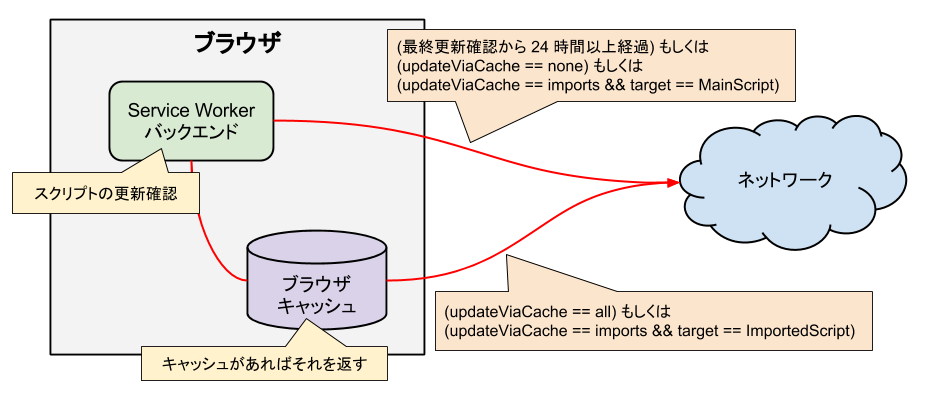 ブラウザ
(最終更新確認から 24 時間以上経過) もしくは
(updateViaCache == none) もしくは
(updateViaCache == imports && target == MainScript)
Service Worker
バックエンド
スクリプトの更新確認
ネットワーク
ブラウザ
キャッシュ
(updateViaCache == all) もしくは
(updateViaCache == imports && target == ImportedScript)
キャッシュがあればそれを返す